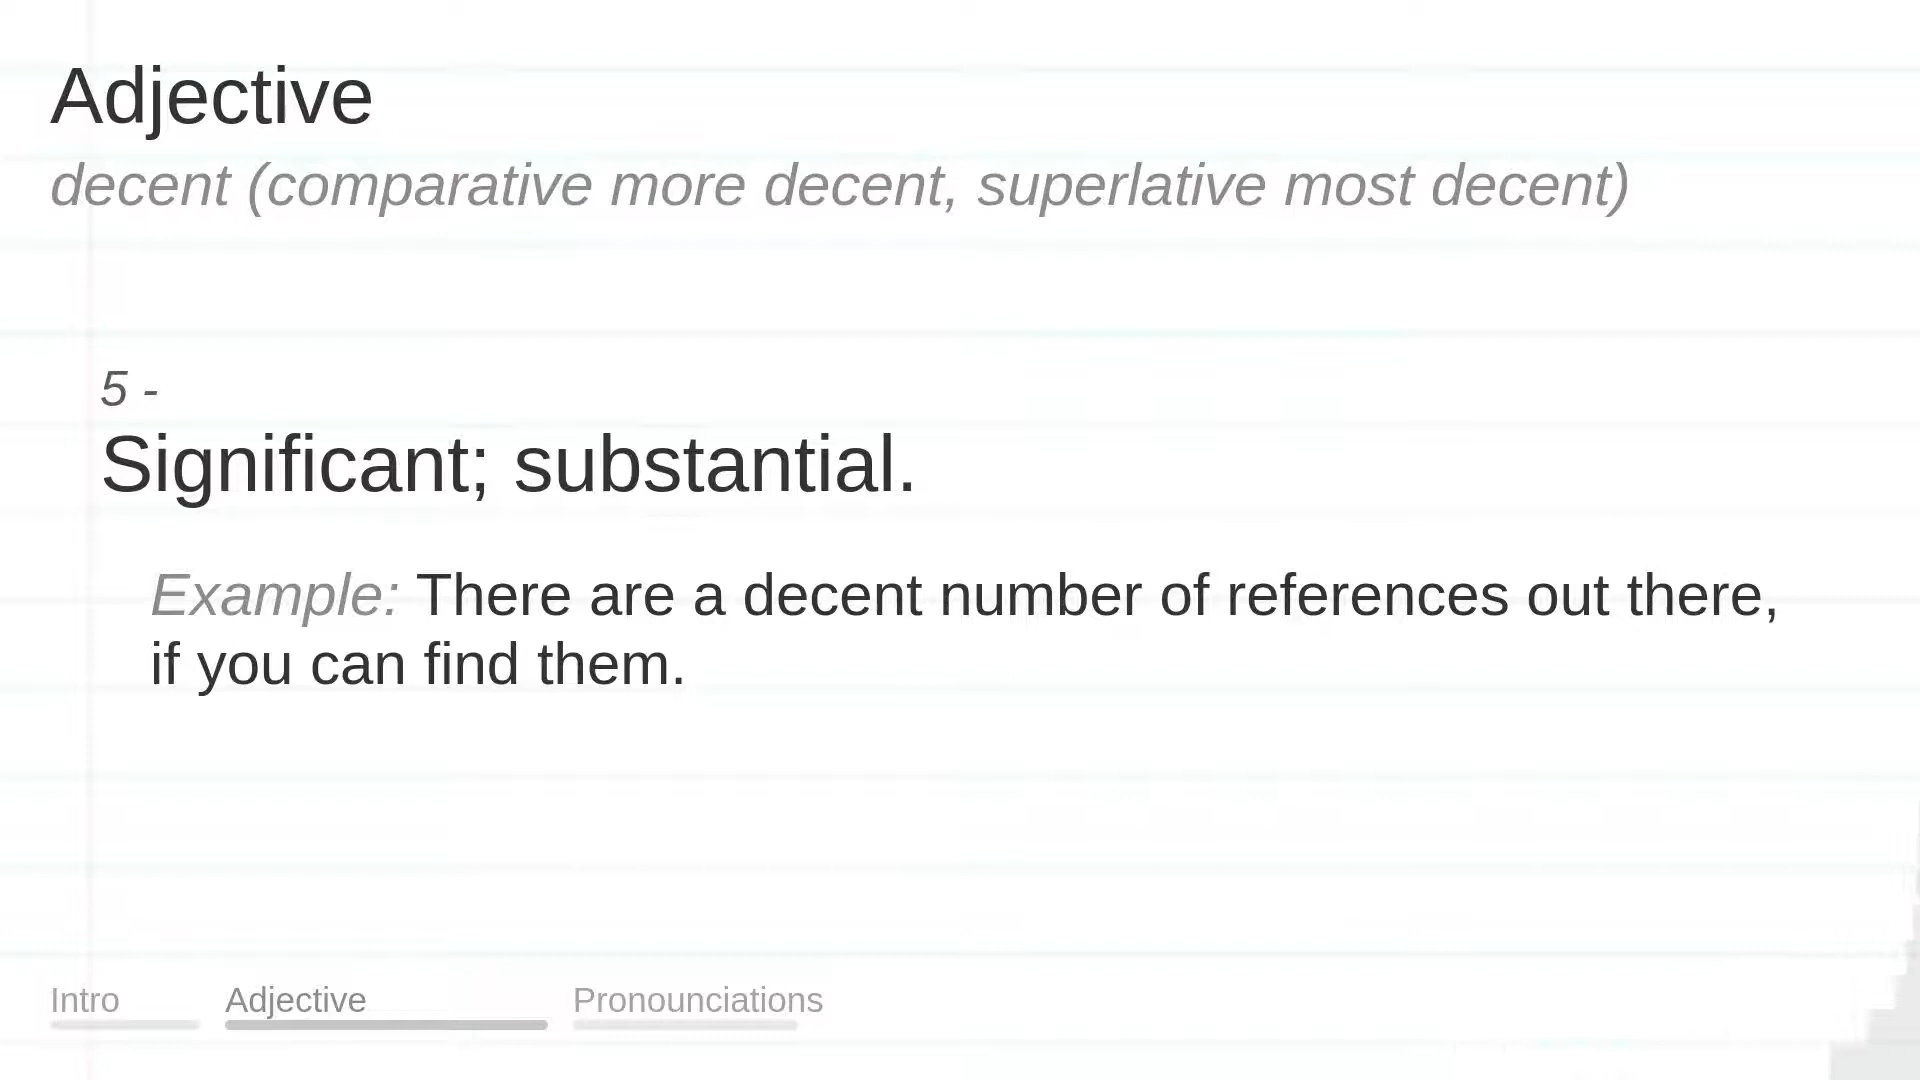 Adjective
decent (comparative more decent, superlative most decent)
5 -
Significant; substantial.
Example: There are a decent number of references out there,
if you can find them.
Intro
Adjective
Pronounciations